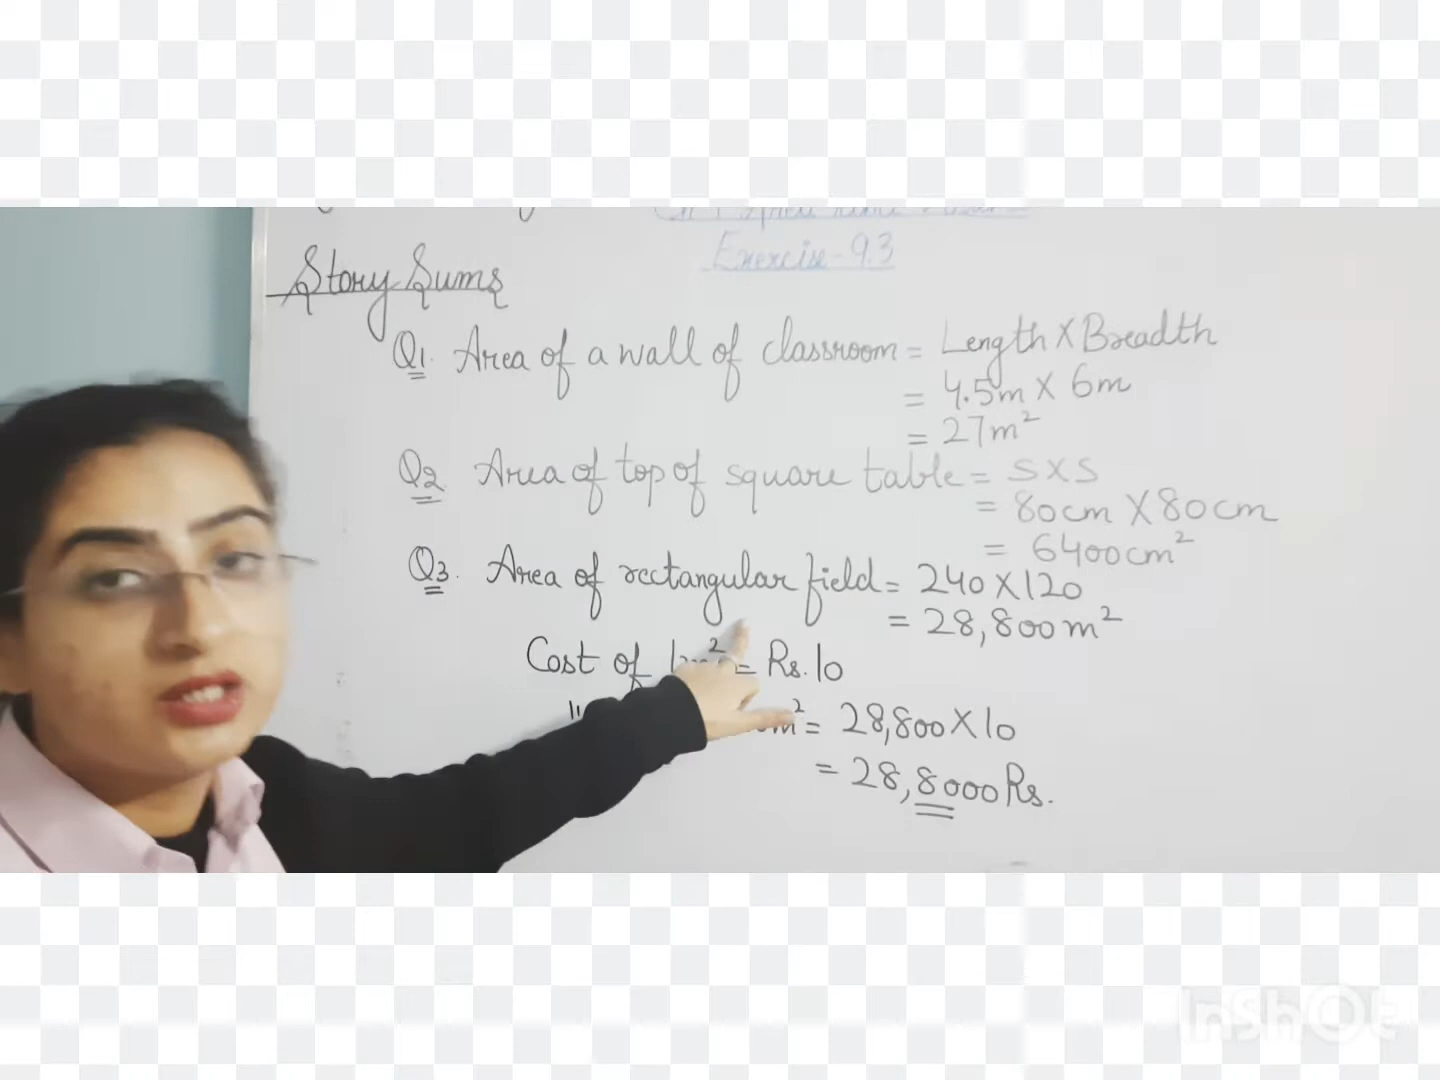 Exercise-9.3
Story Sums
Q1. Area of a wall of classroom = Length X Breadth
= 4.5m X 6m
= 27m²
Q2 Area of top of square table = S X S
= 80cm X 80cm
= 6400cm²
Q3. Area of rectangular field = 240 X 120
= 28,800m²
Cost of = Rs. 10
" m² = 28,800 X 10
= 28,8000 Rs.
InShOt